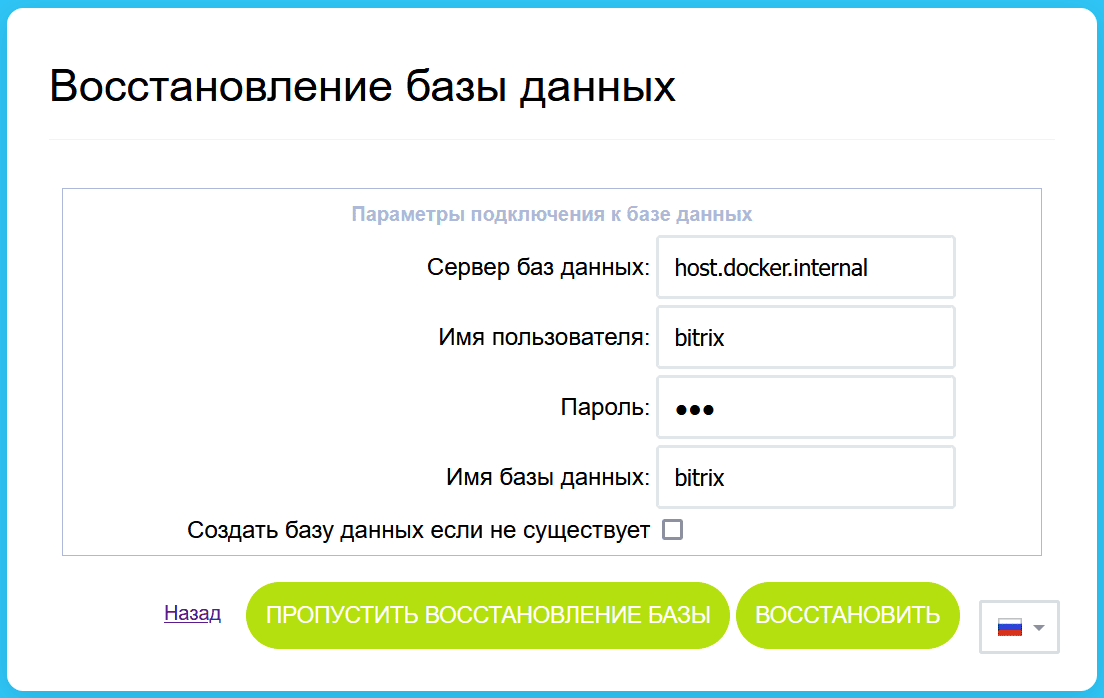 Восстановление базы данных
Параметры подключения к базе данных
Сервер баз данных: host.docker.internal
Имя пользователя: bitrix
Пароль: ●●●
Имя базы данных: bitrix
Создать базу данных если не существует
Назад ПРОПУСТИТЬ ВОССТАНОВЛЕНИЕ БАЗЫ ВОССТАНОВИТЬ